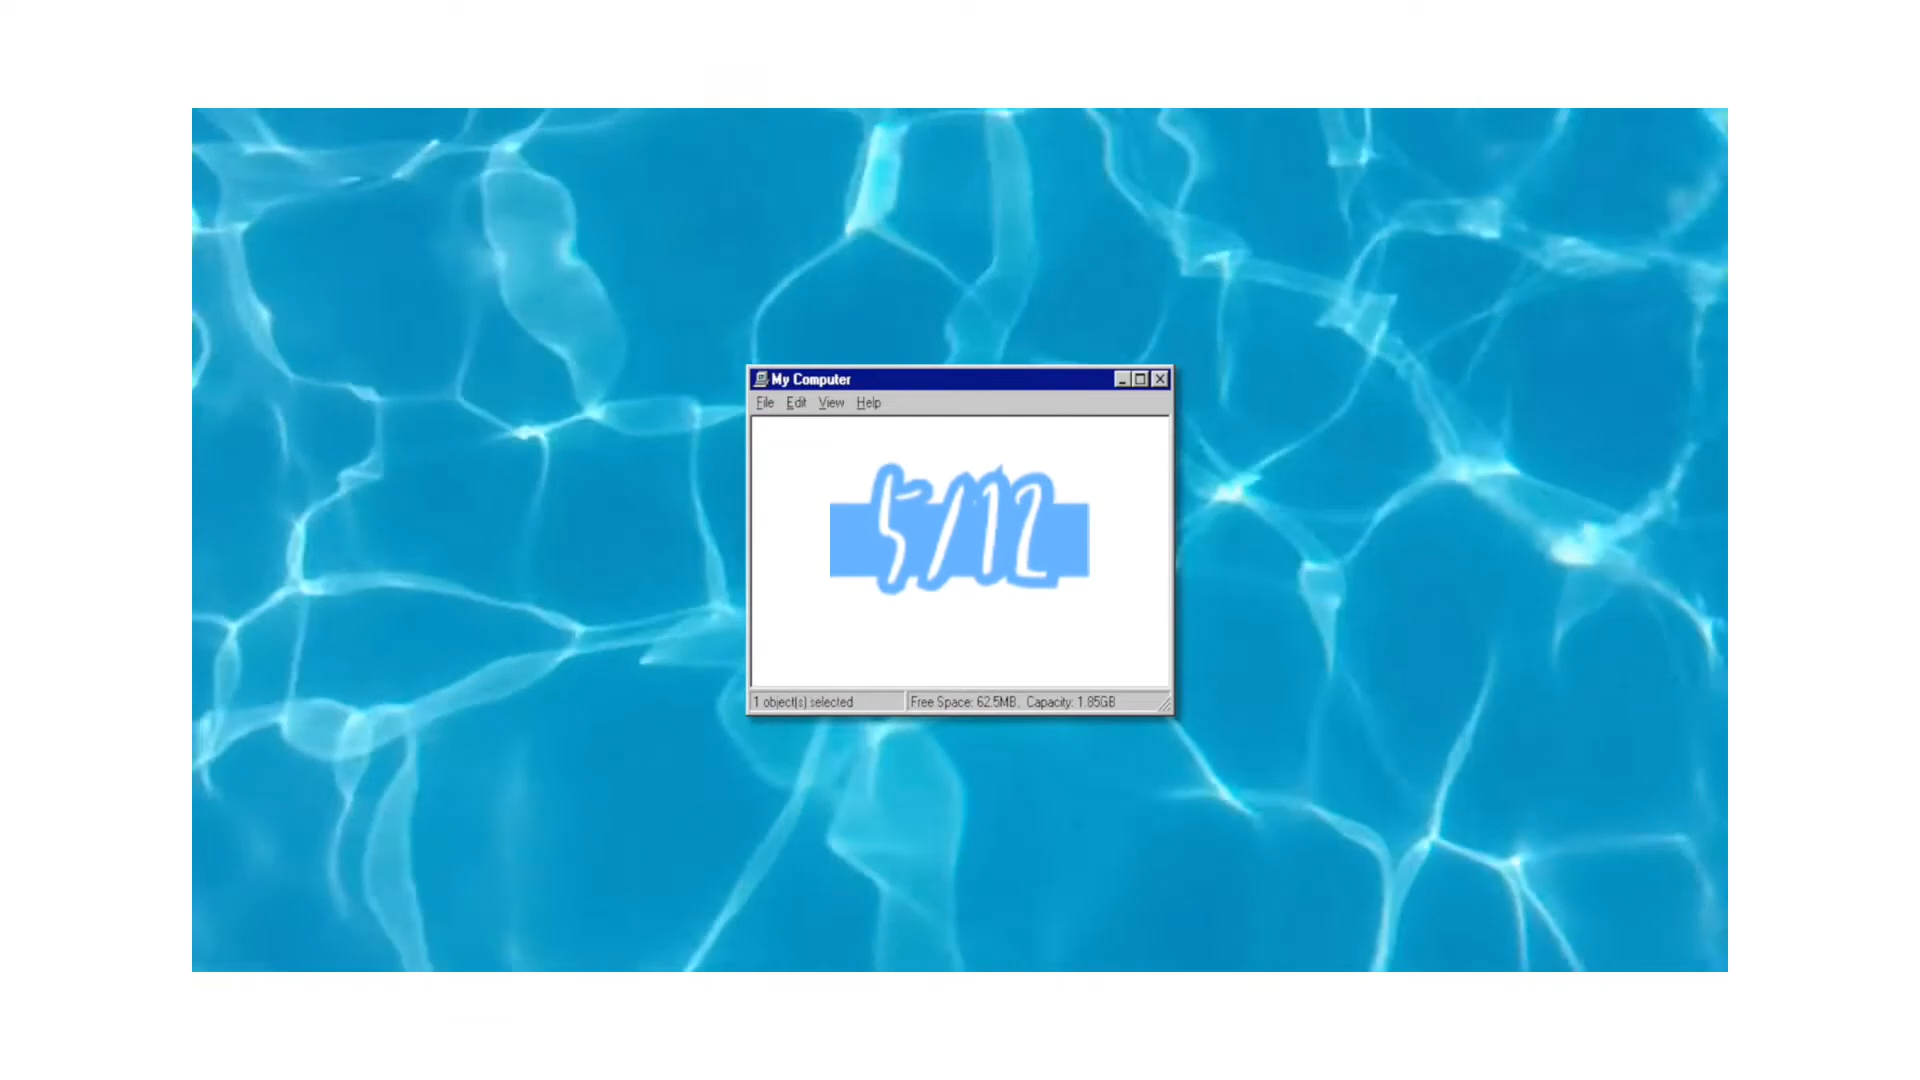 My Computer
File Edit View Help
5/12
1 object(s) selected Free Space: 62.5MB, Capacity: 1.85GB